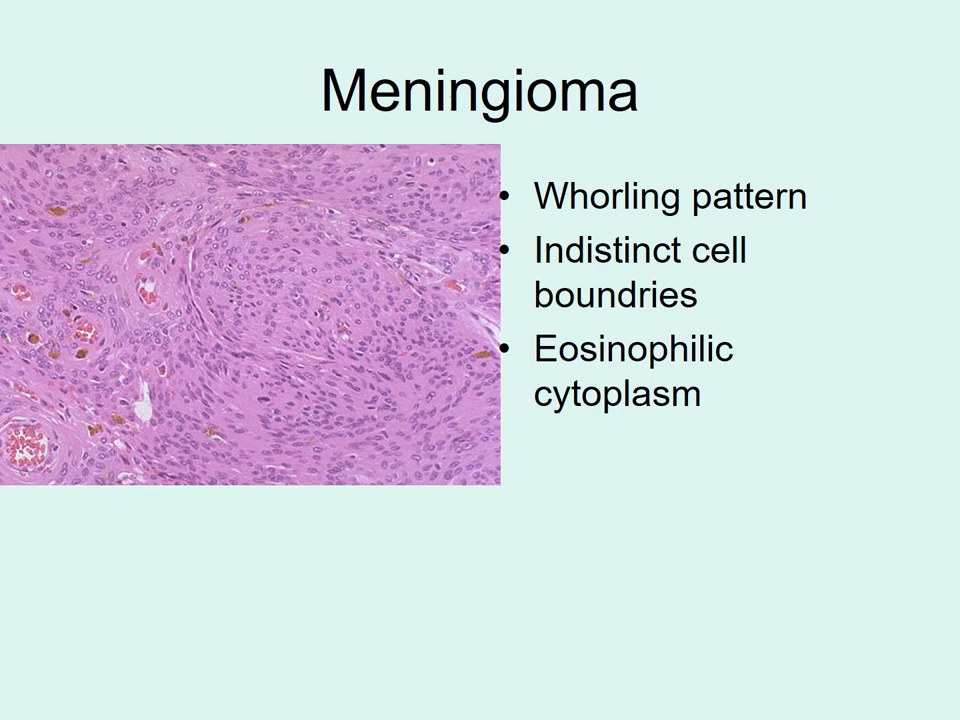 Meningioma
• Whorling pattern
• Indistinct cell
boundries
• Eosinophilic
cytoplasm